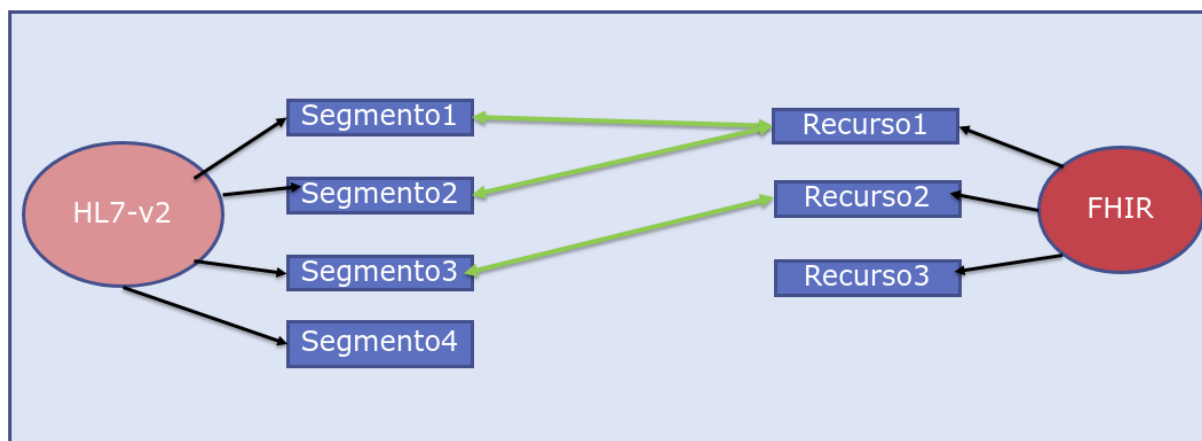 HL7-v2
Segmento1
Segmento2
Segmento3
Segmento4
Recurso1
Recurso2
Recurso3
FHIR